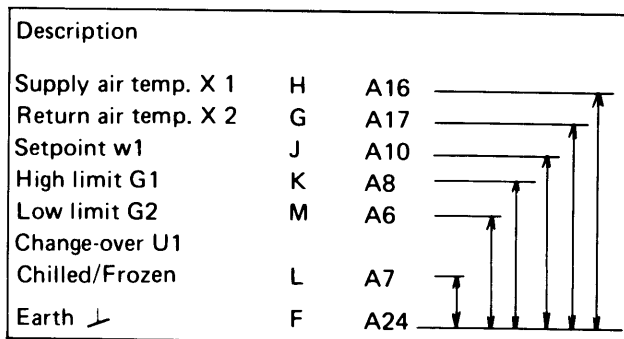 Description
Supply air temp. X 1 H A16
Return air temp. X 2 G A17
Setpoint w1 J A10
High limit G1 K A8
Low limit G2 M A6
Change-over U1
Chilled/Frozen L A7
Earth ⊥ F A24